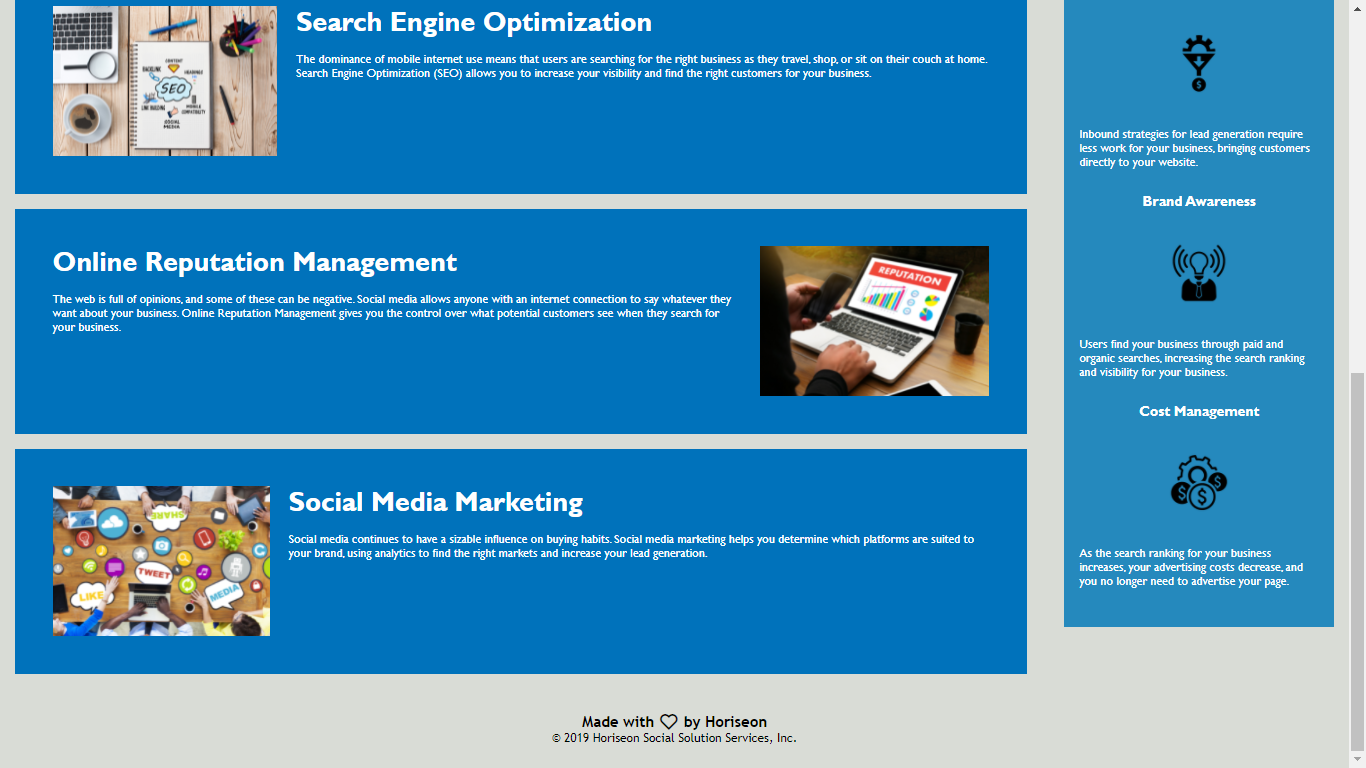 Search Engine Optimization
The dominance of mobile internet use means that users are searching for the right business as they travel, shop, or sit on their couch at home.
Search Engine Optimization (SEO) allows you to increase your visibility and find the right customers for your business.
CONTENT
BACKLINK
LINK BUILDING
SEO
MOBILE
COMPATIBILITY
SOCIAL
MEDIA
Online Reputation Management
The web is full of opinions, and some of these can be negative. Social media allows anyone with an internet connection to say whatever they
want about your business. Online Reputation Management gives you the control over what potential customers see when they search for
your business.
REPUTATION
Social Media Marketing
Social media continues to have a sizable influence on buying habits. Social media marketing helps you determine which platforms are suited to
your brand, using analytics to find the right markets and increase your lead generation.
SHARE
TWEET
LIKE
MEDIA
Inbound strategies for lead generation require
less work for your business, bringing customers
directly to your website.
Brand Awareness
Users find your business through paid and
organic searches, increasing the search ranking
and visibility for your business.
Cost Management
As the search ranking for your business
increases, your advertising costs decrease, and
you no longer need to advertise your page.
Made with ♡ by Horiseon
© 2019 Horiseon Social Solution Services, Inc.